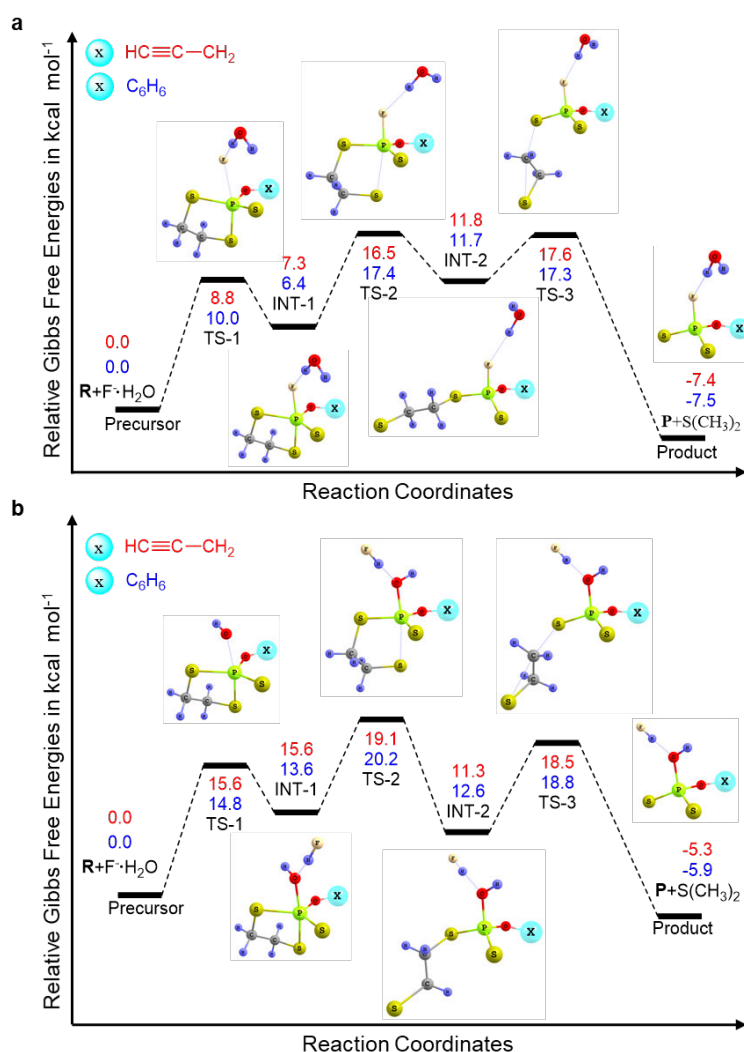 a
X HC≡C—CH₂
X C₆H₆
Relative Gibbs Free Energies in kcal mol⁻¹
0.0
0.0
R+F⁻·H₂O
Precursor
8.8
10.0
TS-1
7.3
6.4
INT-1
16.5
17.4
TS-2
11.8
11.7
INT-2
17.6
17.3
TS-3
-7.4
-7.5
P+S(CH₃)₂
Product
Reaction Coordinates
b
X HC≡C—CH₂
X C₆H₆
Relative Gibbs Free Energies in kcal mol⁻¹
0.0
0.0
R+F⁻·H₂O
Precursor
15.6
14.8
TS-1
15.6
13.6
INT-1
19.1
20.2
TS-2
11.3
12.6
INT-2
18.5
18.8
TS-3
-5.3
-5.9
P+S(CH₃)₂
Product
Reaction Coordinates